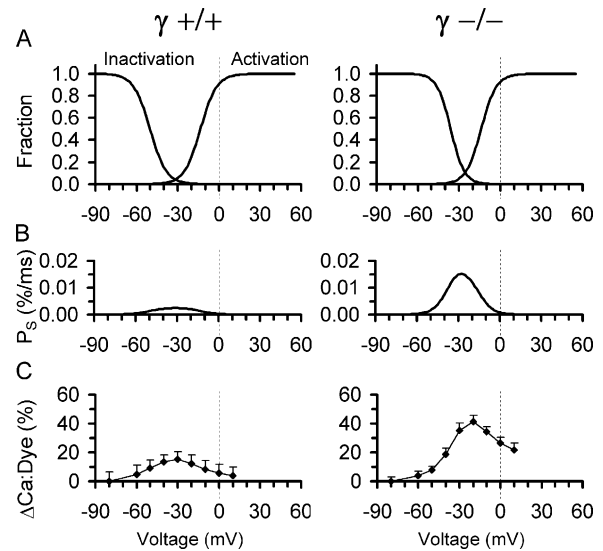 γ +/+ γ −/−
A
Inactivation Activation
Fraction
1.0 1.0
0.8 0.8
0.6 0.6
0.4 0.4
0.2 0.2
0.0 0.0
-90 -60 -30 0 30 60 -90 -60 -30 0 30 60
B
P_S (%/ms)
0.02 0.02
0.01 0.01
0.00 0.00
-90 -60 -30 0 30 60 -90 -60 -30 0 30 60
C
ΔCa:Dye (%)
60 60
40 40
20 20
0 0
-90 -60 -30 0 30 60 -90 -60 -30 0 30 60
Voltage (mV) Voltage (mV)